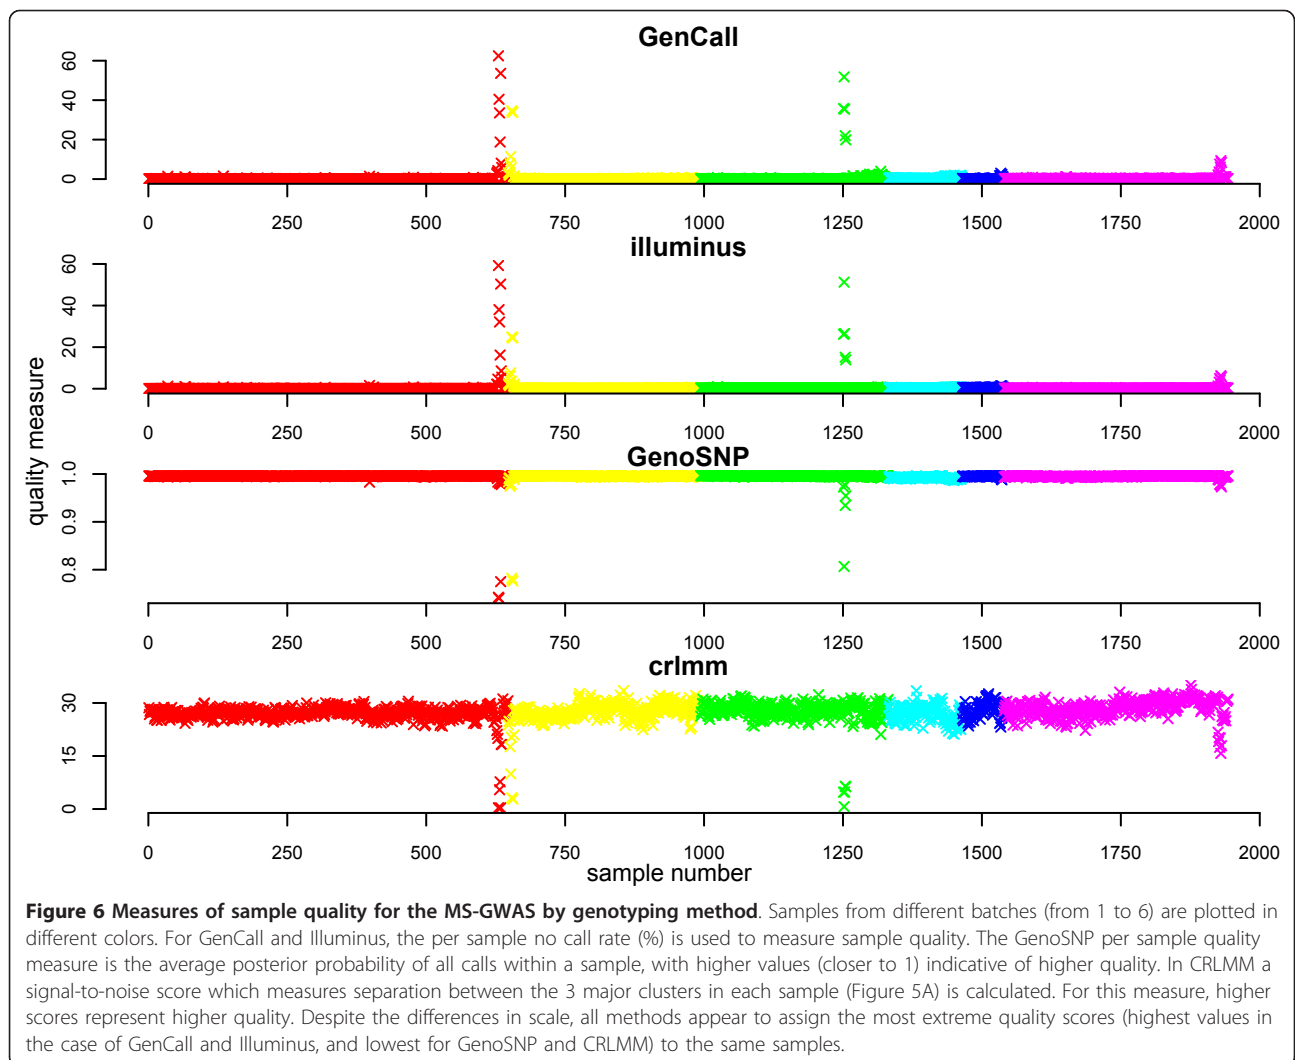 GenCall
60
40
20
0
0 250 500 750 1000 1250 1500 1750 2000
illuminus
60
40
20
0
0 250 500 750 1000 1250 1500 1750 2000
quality measure
GenoSNP
1.0
0.9
0.8
0 250 500 750 1000 1250 1500 1750 2000
crlmm
30
15
0
0 250 500 750 1000 1250 1500 1750 2000
sample number
Figure 6 Measures of sample quality for the MS-GWAS by genotyping method. Samples from different batches (from 1 to 6) are plotted in
different colors. For GenCall and Illuminus, the per sample no call rate (%) is used to measure sample quality. The GenoSNP per sample quality
measure is the average posterior probability of all calls within a sample, with higher values (closer to 1) indicative of higher quality. In CRLMM a
signal-to-noise score which measures separation between the 3 major clusters in each sample (Figure 5A) is calculated. For this measure, higher
scores represent higher quality. Despite the differences in scale, all methods appear to assign the most extreme quality scores (highest values in
the case of GenCall and Illuminus, and lowest for GenoSNP and CRLMM) to the same samples.